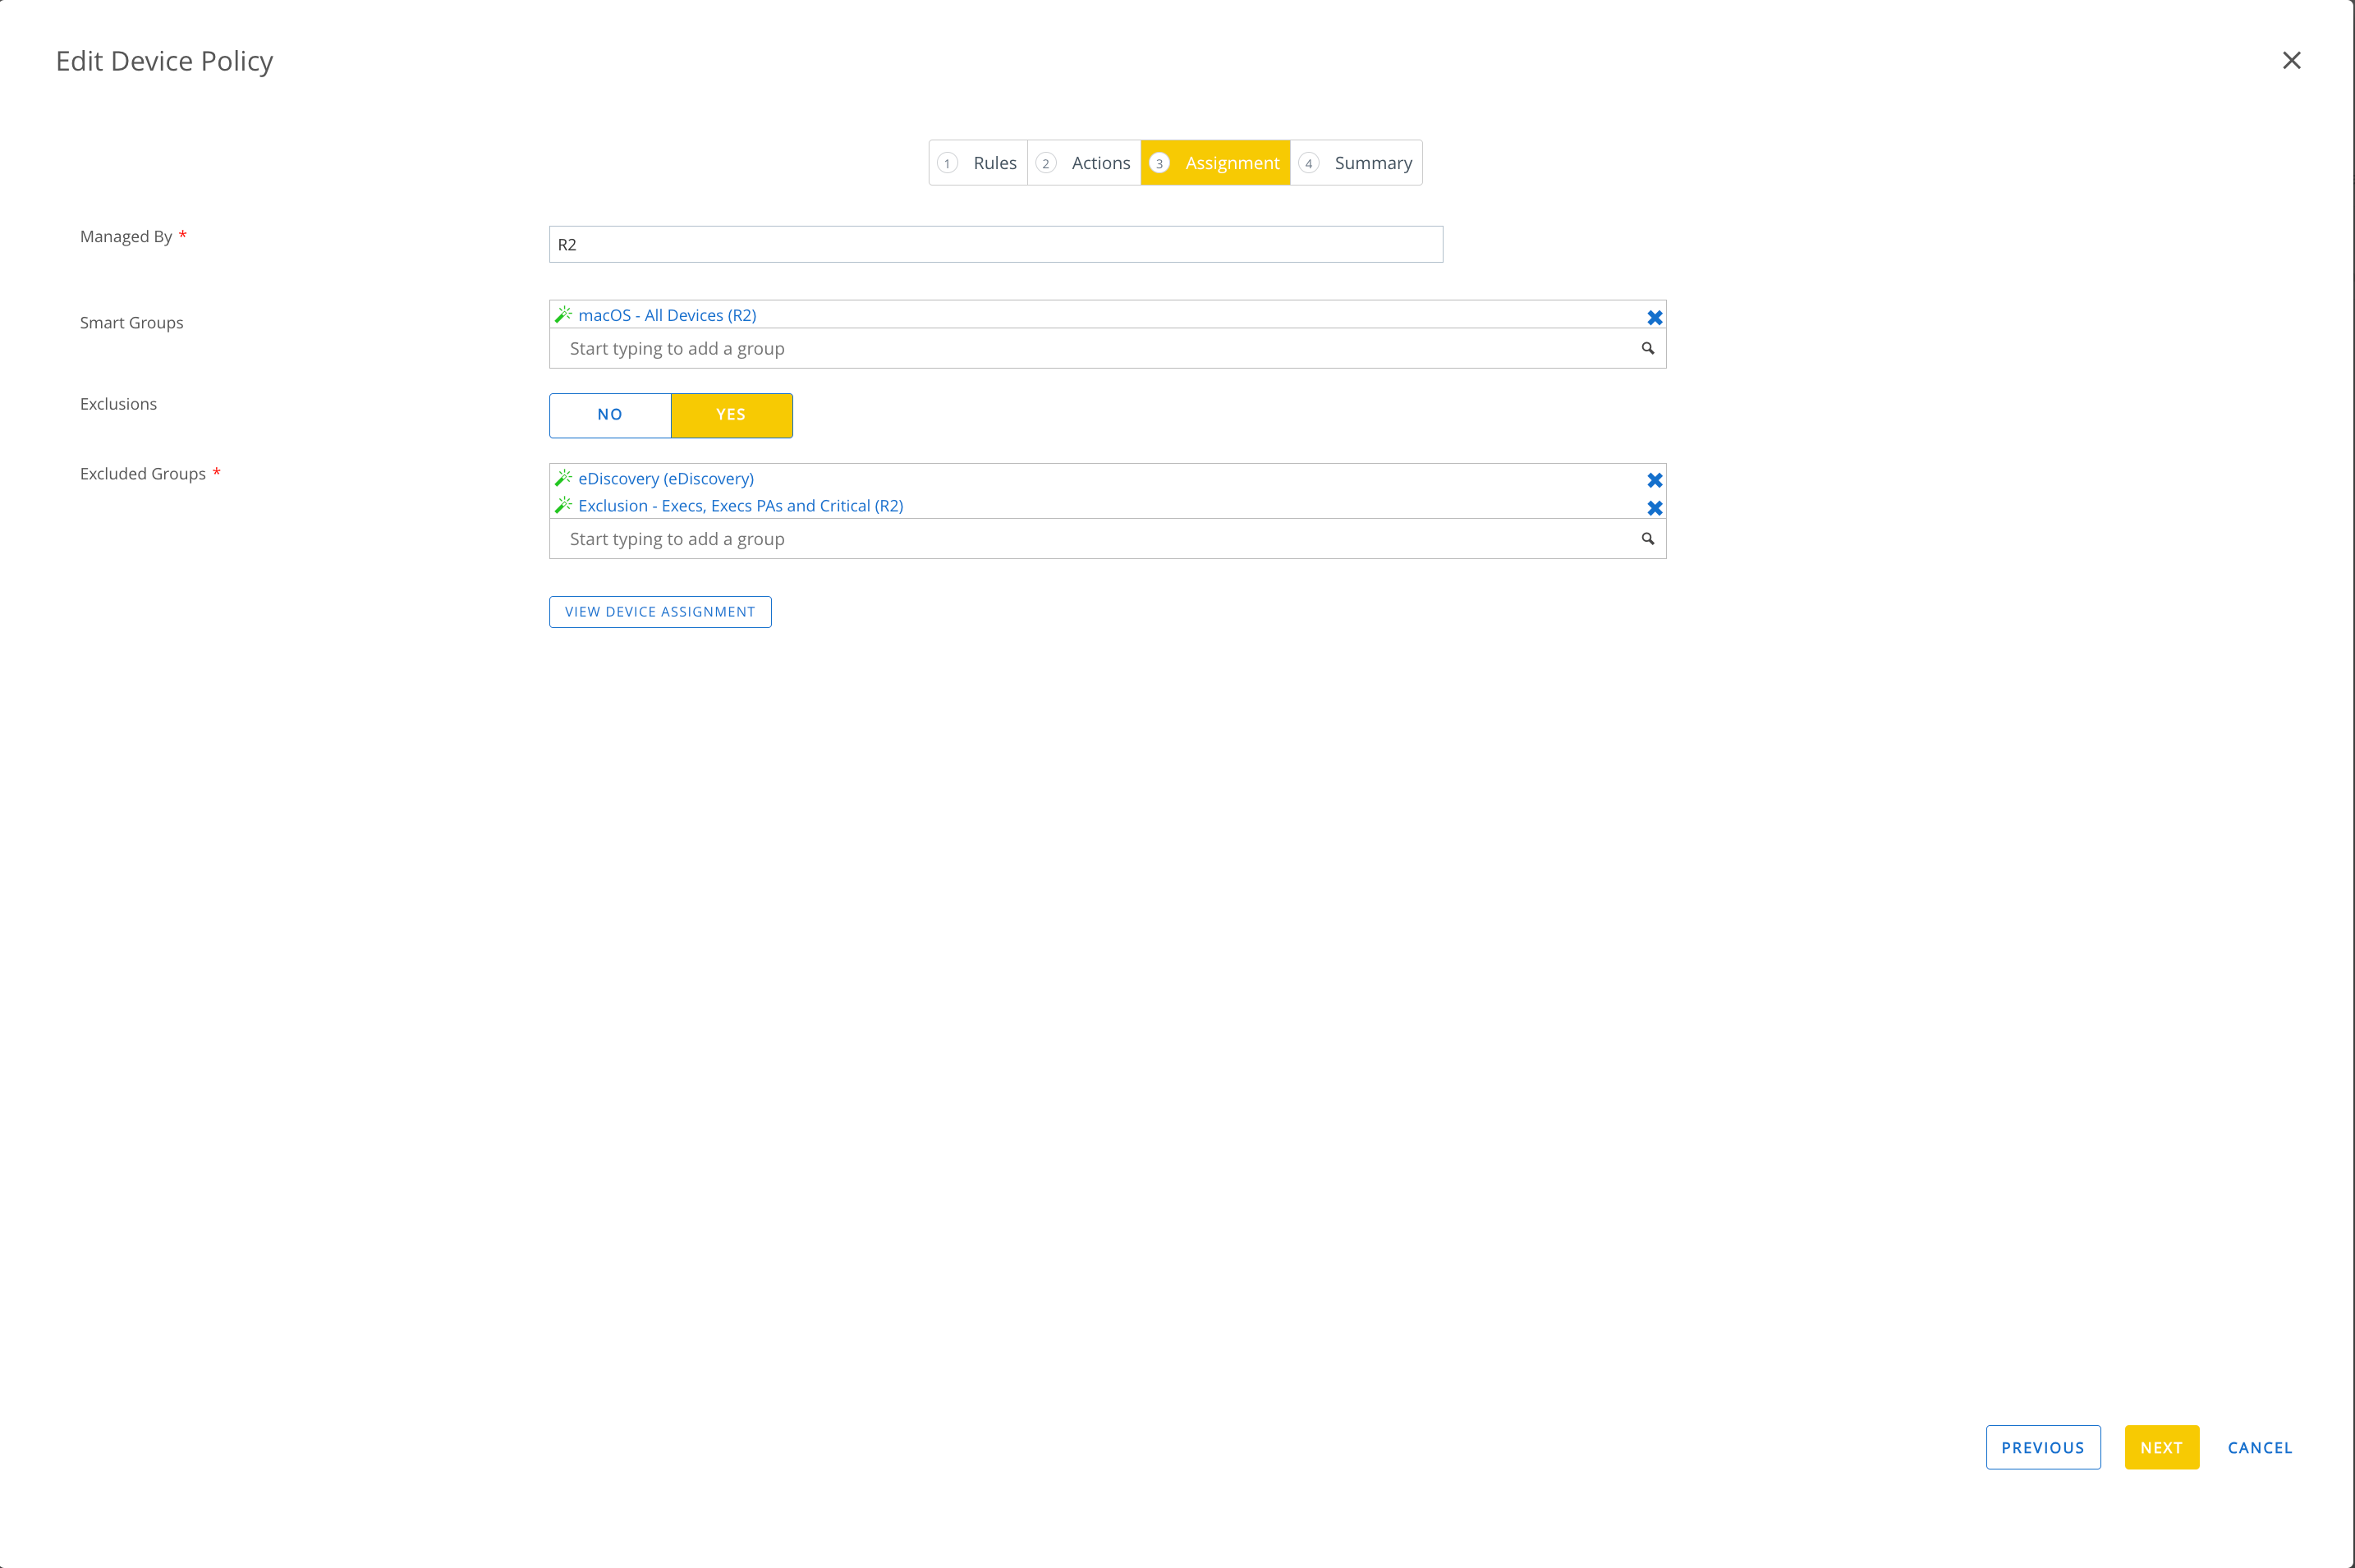 Edit Device Policy
1 Rules 2 Actions 3 Assignment 4 Summary
Managed By *
R2
Smart Groups
macOS - All Devices (R2)
Start typing to add a group
Exclusions
NO YES
Excluded Groups *
eDiscovery (eDiscovery)
Exclusion - Execs, Execs PAs and Critical (R2)
Start typing to add a group
VIEW DEVICE ASSIGNMENT
PREVIOUS NEXT CANCEL